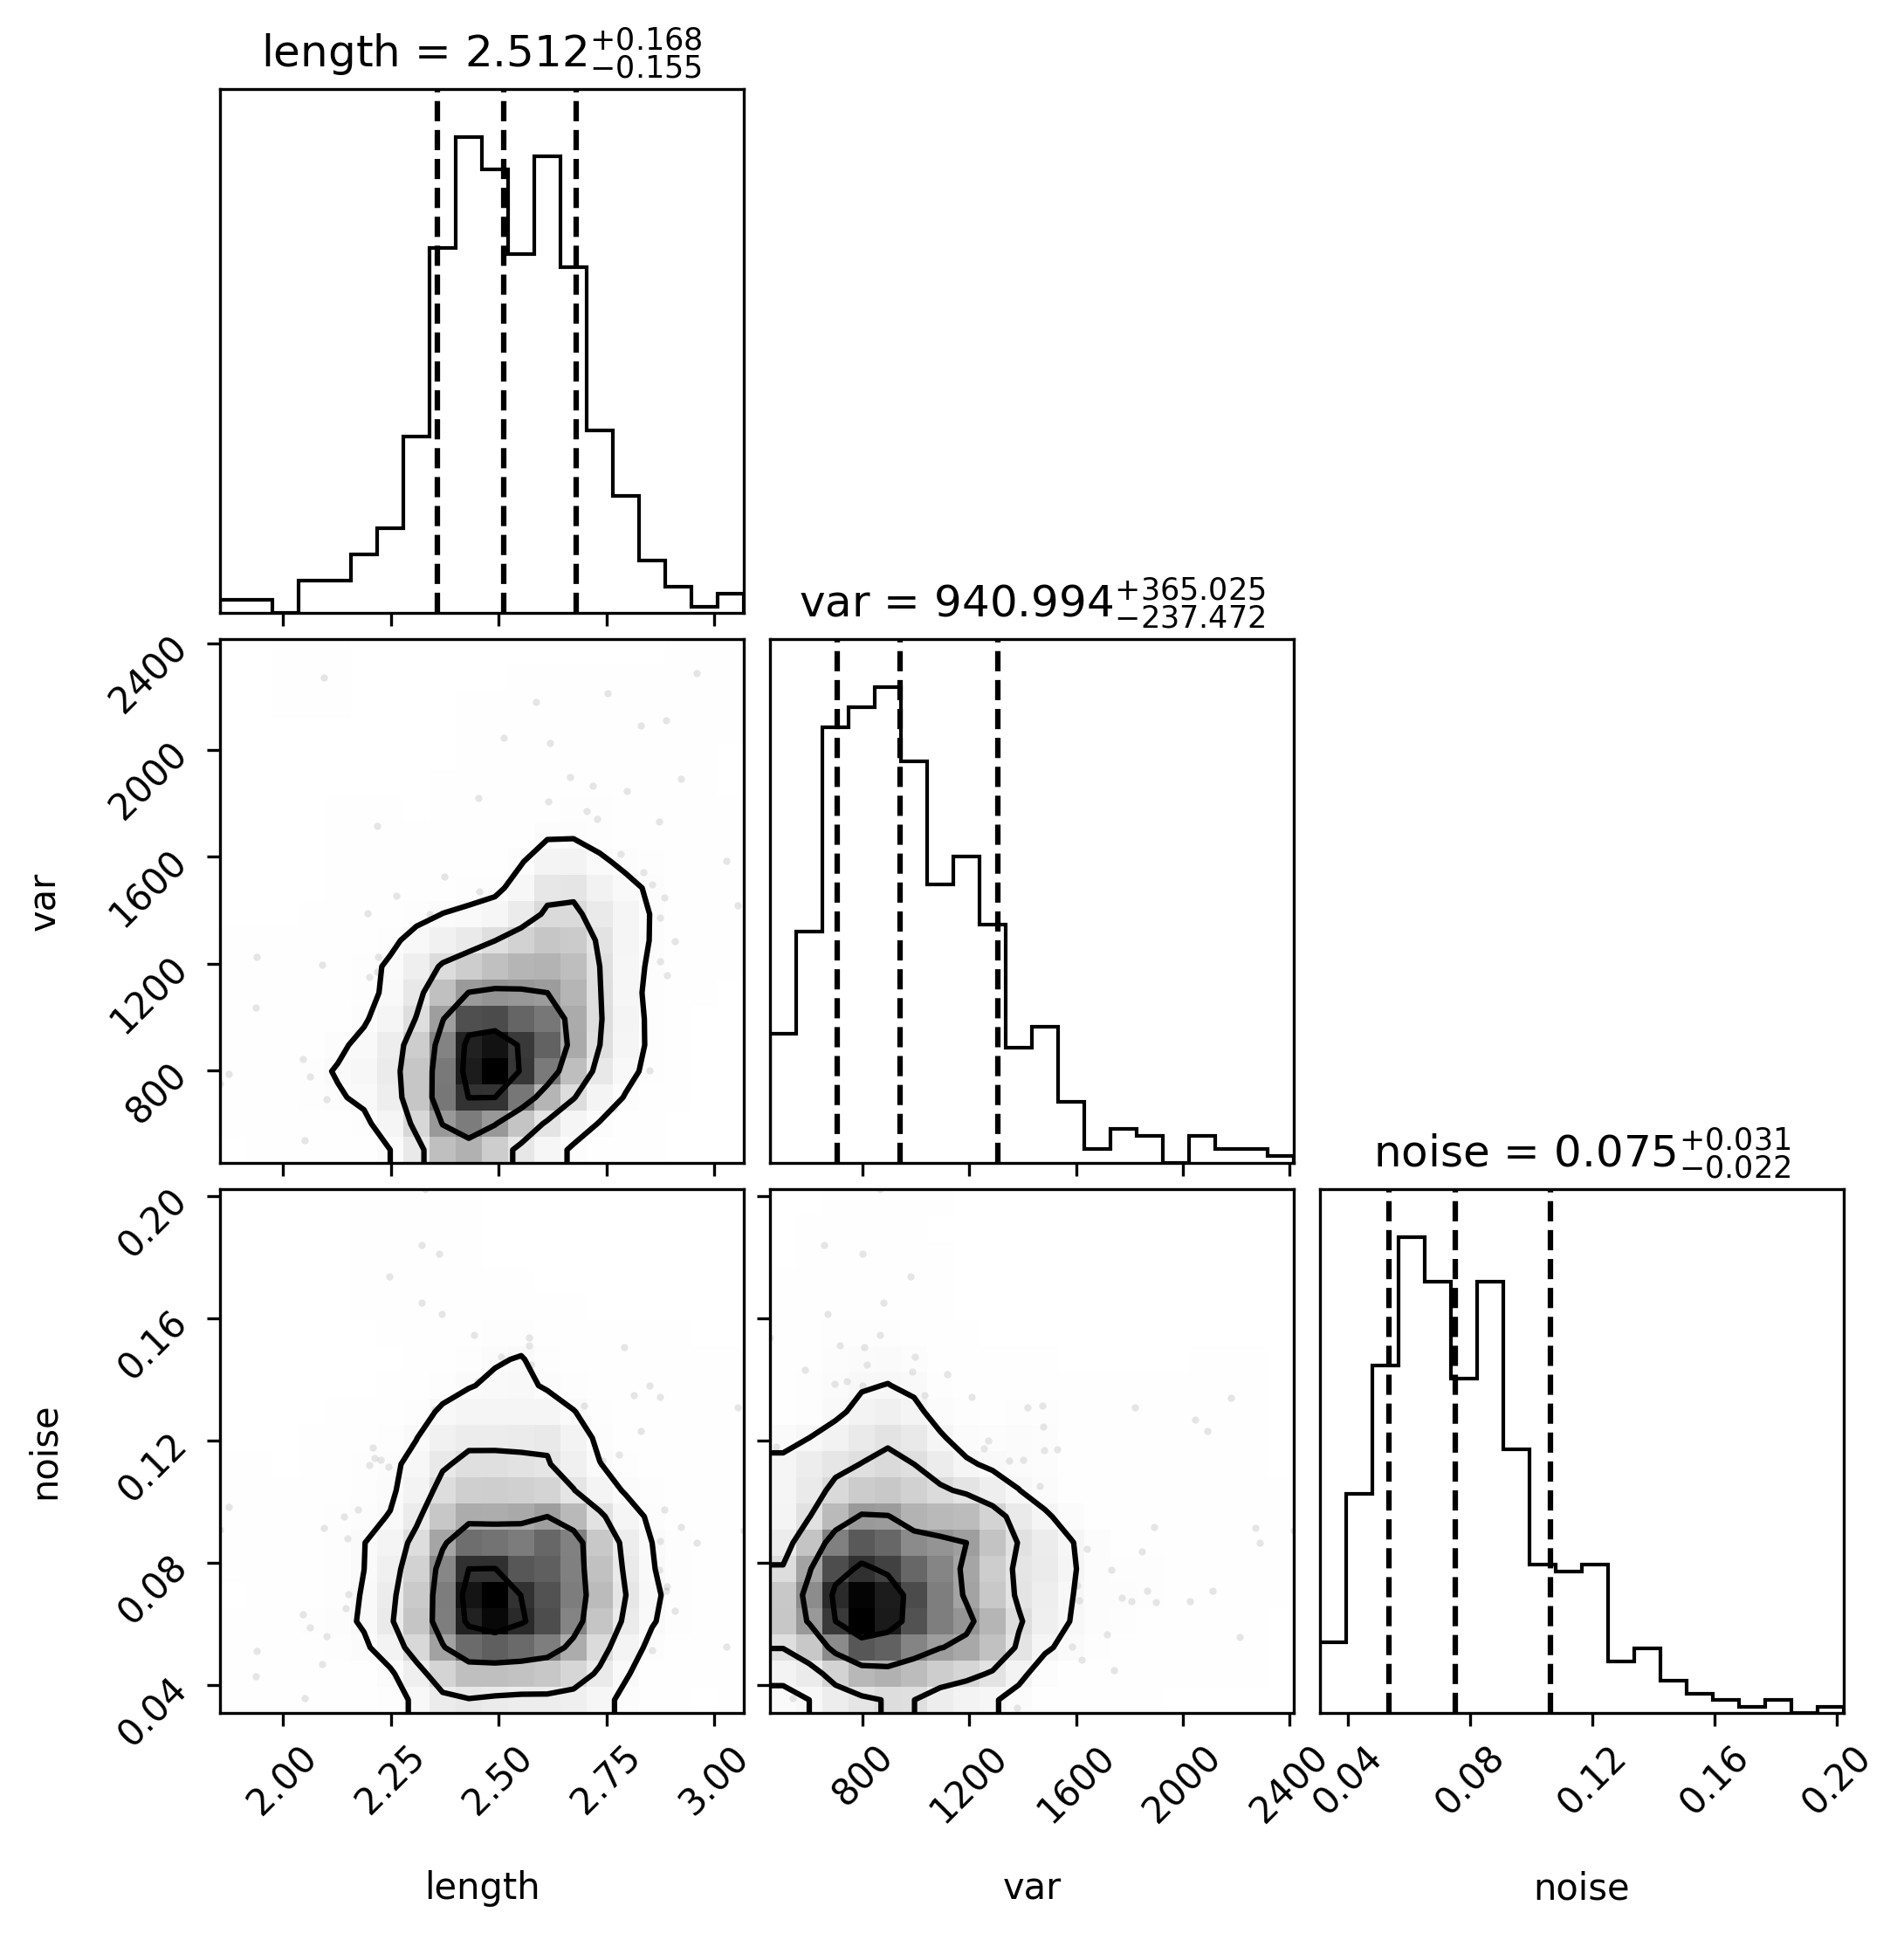 length = 2.512+0.168−0.155
var = 940.994+365.025−237.472
2400
2000
1600
1200
800
var
noise = 0.075+0.031−0.022
0.20
0.16
0.12
0.08
0.04
noise
2.00 2.25 2.50 2.75 3.00 800 1200 1600 2000 2400 0.04 0.08 0.12 0.16 0.20
length var noise